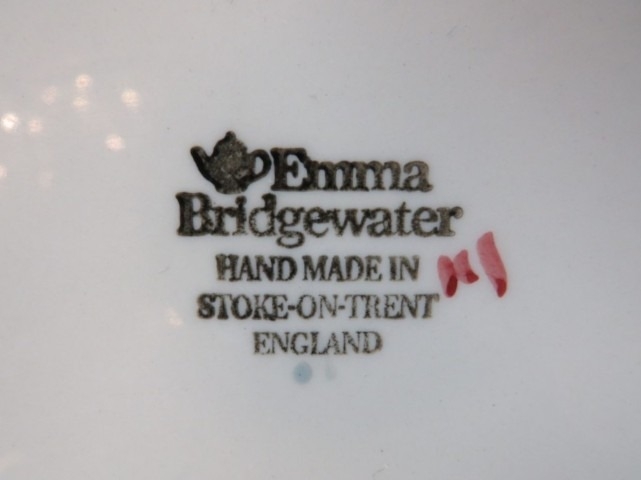 Emma
Bridgewater
HAND MADE IN
STOKE-ON-TRENT
ENGLAND